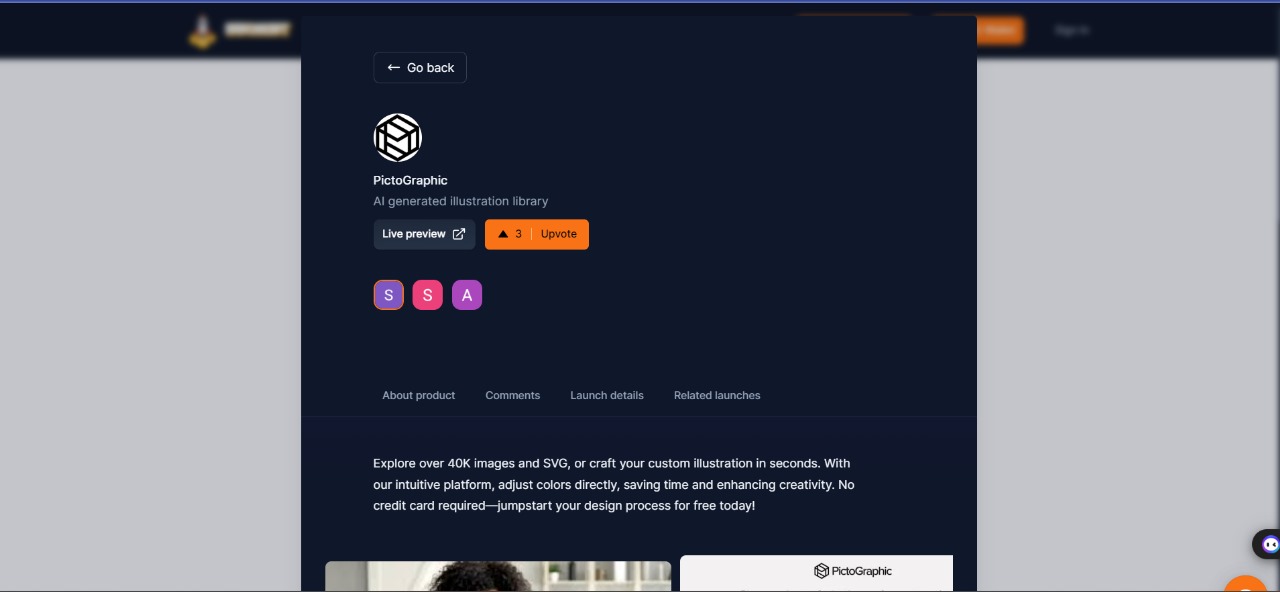 Sign in
← Go back
PictoGraphic
AI generated illustration library
Live preview
▲ 3 | Upvote
S S A
About product Comments Launch details Related launches
Explore over 40K images and SVG, or craft your custom illustration in seconds. With
our intuitive platform, adjust colors directly, saving time and enhancing creativity. No
credit card required—jumpstart your design process for free today!
PictoGraphic